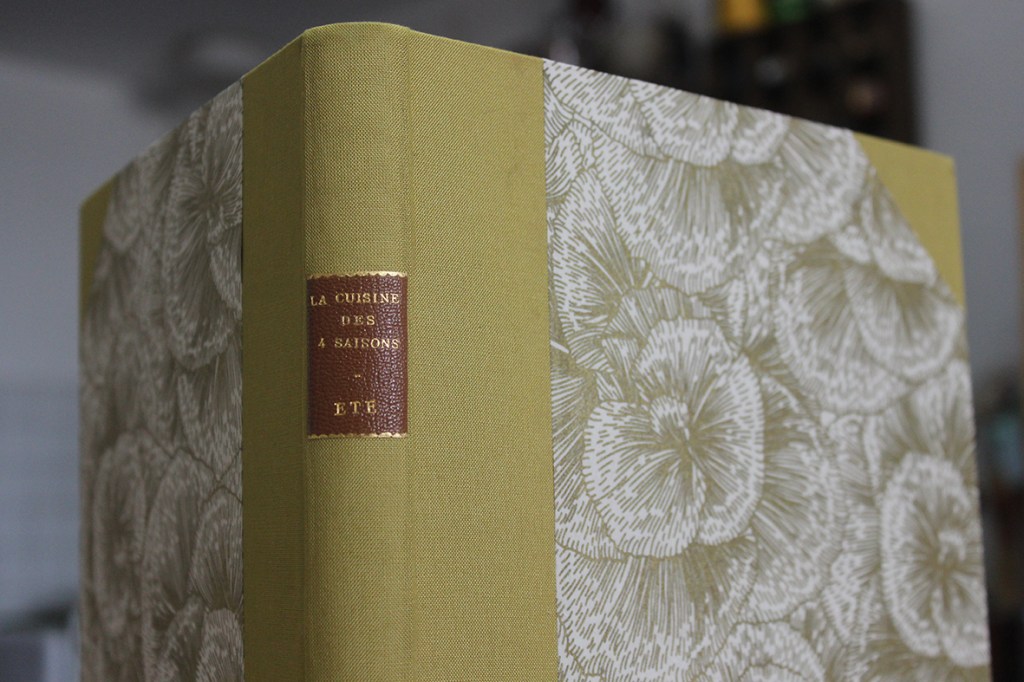 LA CUISINE
DES
4 SAISONS
-
ETE